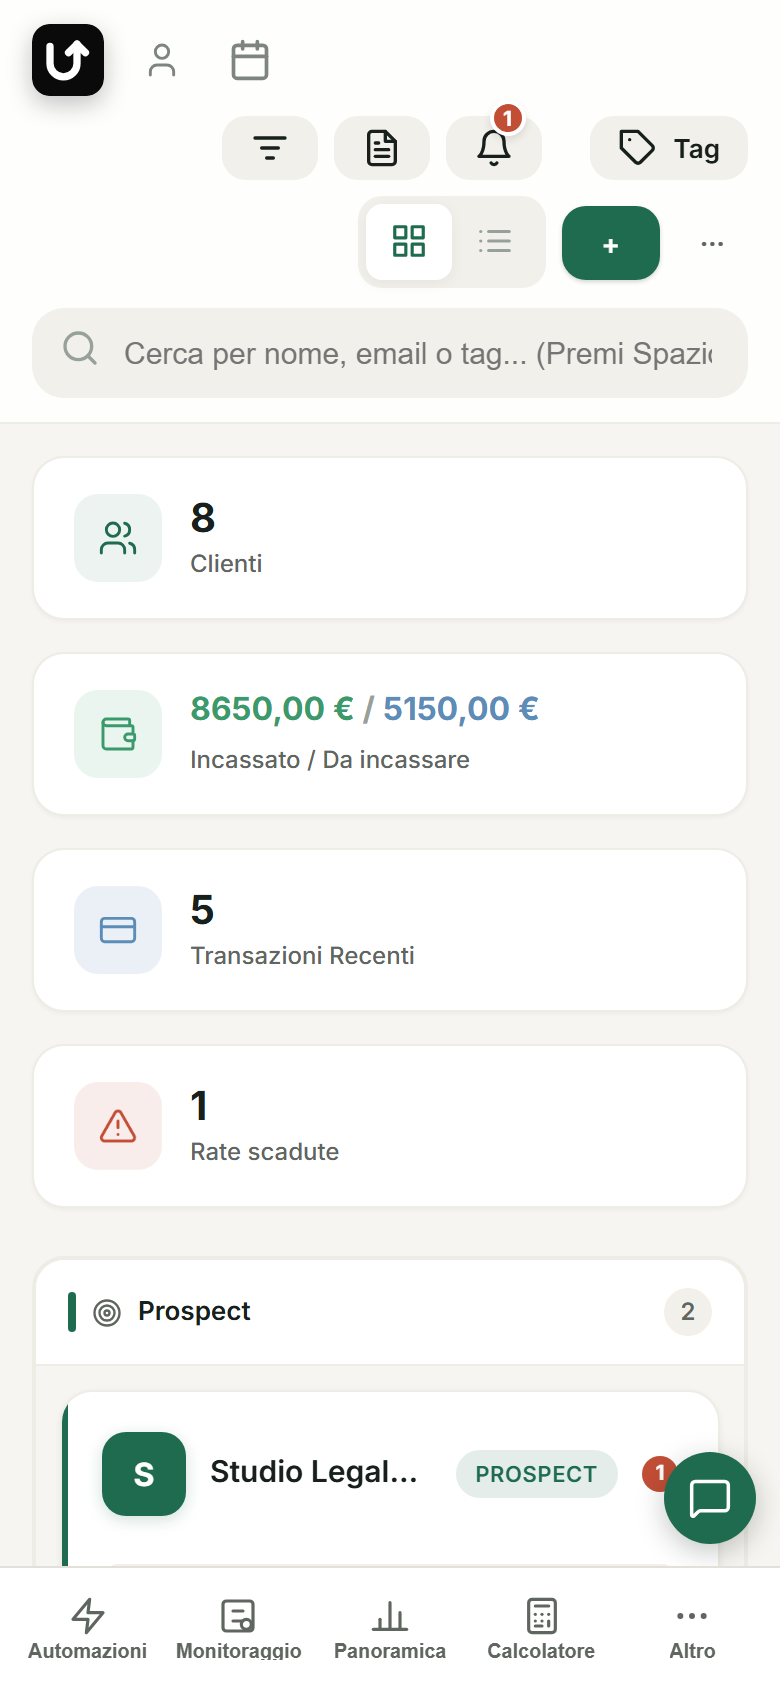 1
Tag
+
Cerca per nome, email o tag... (Premi Spazio
8
Clienti
8650,00 € / 5150,00 €
Incassato / Da incassare
5
Transazioni Recenti
1
Rate scadute
Prospect 2
S Studio Legal... PROSPECT 1
Automazioni Monitoraggio Panoramica Calcolatore Altro